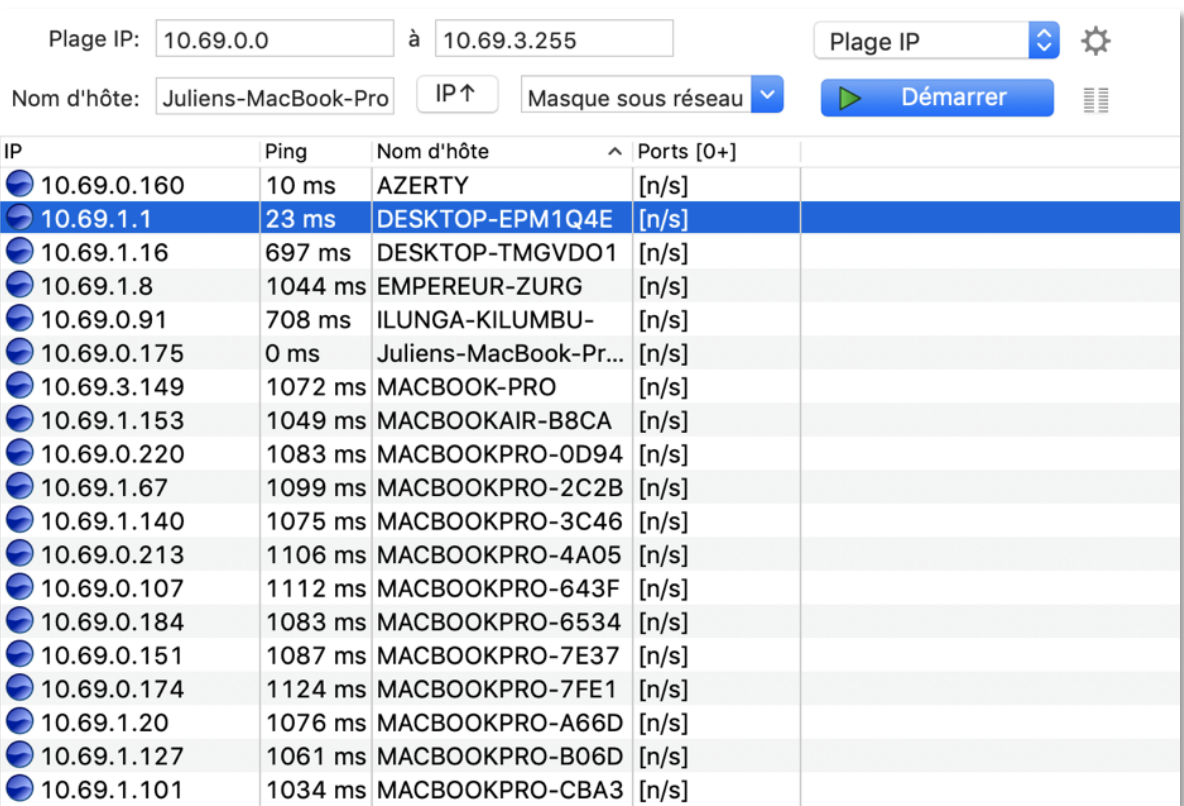 Plage IP: 10.69.0.0 à 10.69.3.255 Plage IP
Nom d'hôte: Juliens-MacBook-Pro IP↑ Masque sous réseau Démarrer
IP Ping Nom d'hôte Ports [0+]
10.69.0.160 10 ms AZERTY [n/s]
10.69.1.1 23 ms DESKTOP-EPM1Q4E [n/s]
10.69.1.16 697 ms DESKTOP-TMGVDO1 [n/s]
10.69.1.8 1044 ms EMPEREUR-ZURG [n/s]
10.69.0.91 708 ms ILUNGA-KILUMBU- [n/s]
10.69.0.175 0 ms Juliens-MacBook-Pr... [n/s]
10.69.3.149 1072 ms MACBOOK-PRO [n/s]
10.69.1.153 1049 ms MACBOOKAIR-B8CA [n/s]
10.69.0.220 1083 ms MACBOOKPRO-0D94 [n/s]
10.69.1.67 1099 ms MACBOOKPRO-2C2B [n/s]
10.69.1.140 1075 ms MACBOOKPRO-3C46 [n/s]
10.69.0.213 1106 ms MACBOOKPRO-4A05 [n/s]
10.69.0.107 1112 ms MACBOOKPRO-643F [n/s]
10.69.0.184 1083 ms MACBOOKPRO-6534 [n/s]
10.69.0.151 1087 ms MACBOOKPRO-7E37 [n/s]
10.69.0.174 1124 ms MACBOOKPRO-7FE1 [n/s]
10.69.1.20 1076 ms MACBOOKPRO-A66D [n/s]
10.69.1.127 1061 ms MACBOOKPRO-B06D [n/s]
10.69.1.101 1034 ms MACBOOKPRO-CBA3 [n/s]